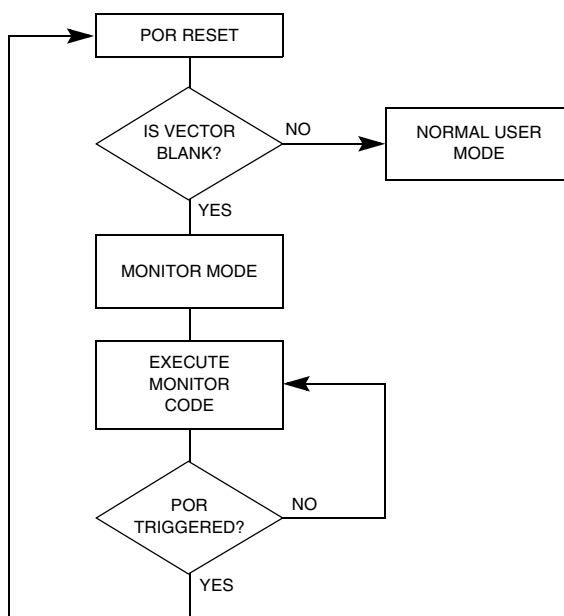 POR RESET
IS VECTOR
BLANK?
NO
NORMAL USER
MODE
YES
MONITOR MODE
EXECUTE
MONITOR
CODE
POR
TRIGGERED?
NO
YES